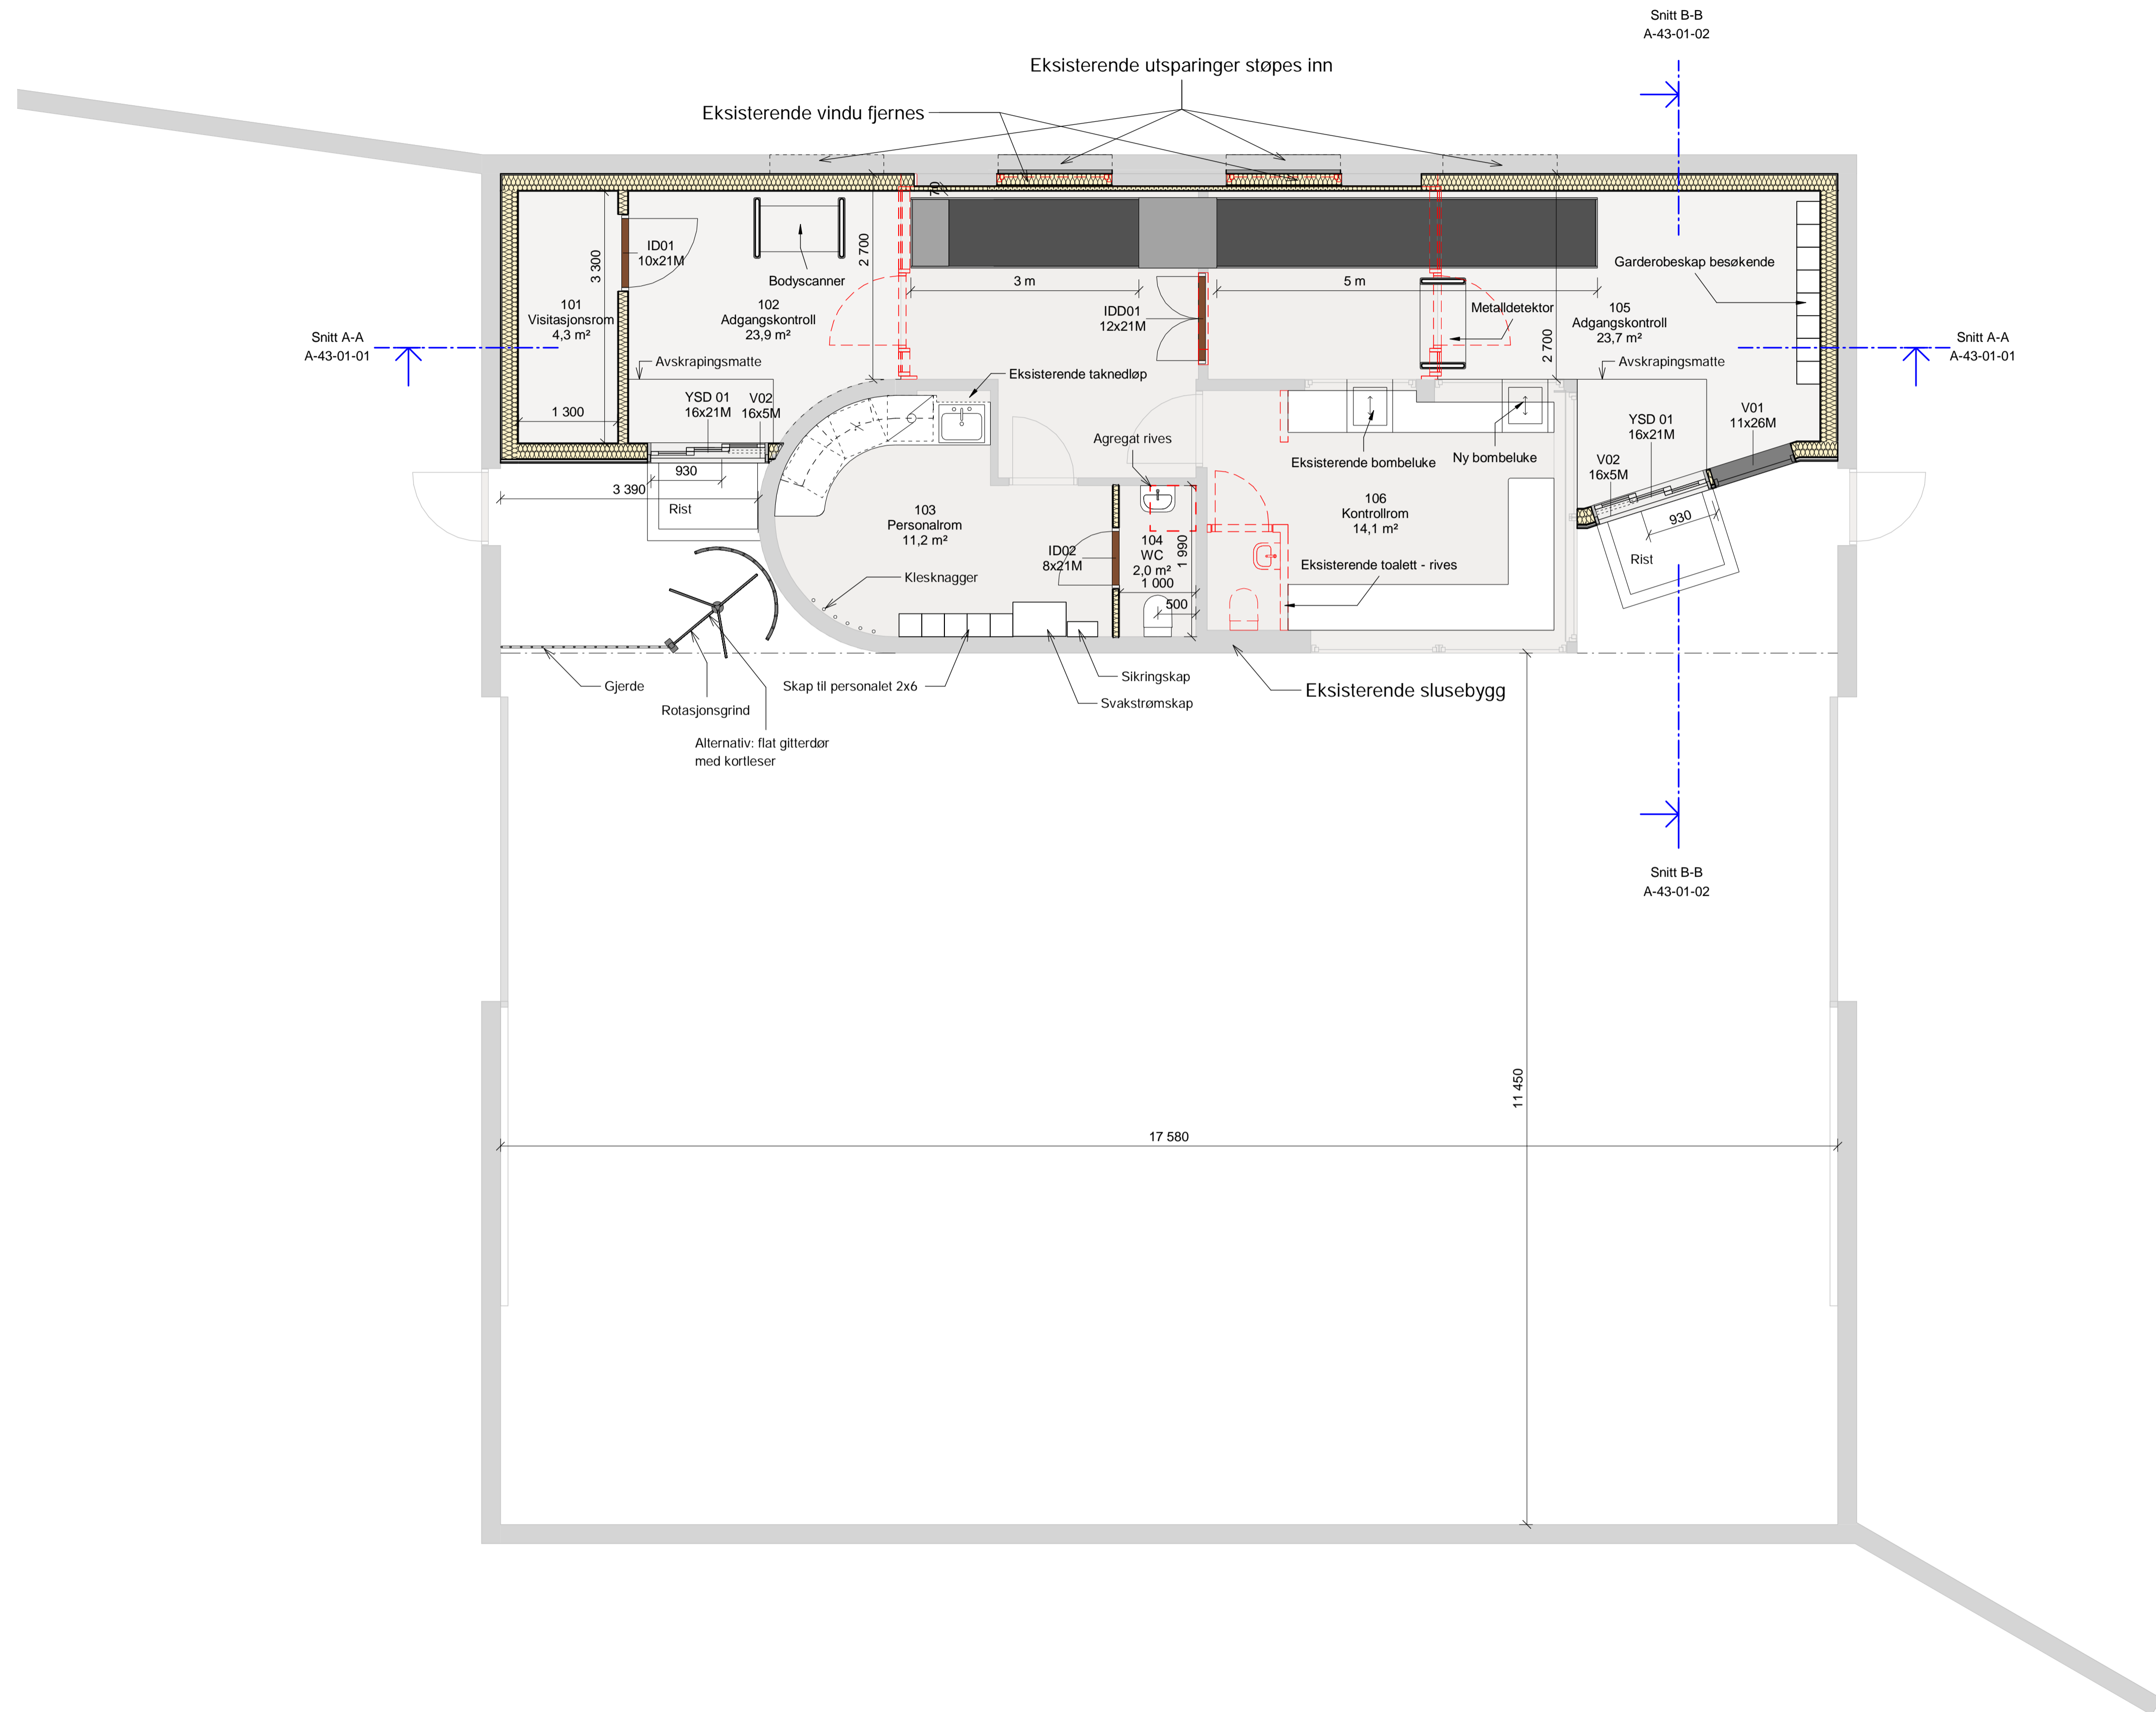 Snitt B-B
A-43-01-02
Eksisterende utsparinger støpes inn
Eksisterende vindu fjernes
70
ID01
10x21M
3 300
2 700
Bodyscanner
101
Visitasjonsrom
4,3 m²
102
Adgangskontroll
23,9 m²
3 m
5 m
IDD01
12x21M
Garderobeskap besøkende
Metalldetektor
105
Adgangskontroll
23,7 m²
2 700
Snitt A-A
A-43-01-01
Snitt A-A
A-43-01-01
Avskrapingsmatte
Avskrapingsmatte
Eksisterende taknedløp
1 300
YSD 01
16x21M
V02
16x5M
Agregat rives
Eksisterende bombeluke
Ny bombeluke
YSD 01
16x21M
V01
11x26M
V02
16x5M
930
3 390
Rist
103
Personalrom
11,2 m²
106
Kontrollrom
14,1 m²
930
Rist
ID02
8x21M
104
WC
2,0 m²
1 990
1 000
500
Klesknagger
Eksisterende toalett - rives
Gjerde
Rotasjonsgrind
Alternativ: flat gitterdør
med kortleser
Skap til personalet 2x6
Sikringskap
Svakstrømskap
Eksisterende slusebygg
Snitt B-B
A-43-01-02
11 450
17 580